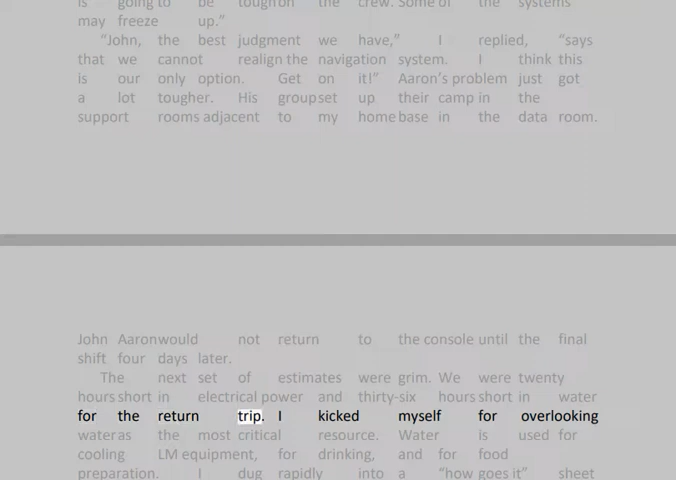 is going to be tough on the crew. Some of the systems
may freeze up.”
“John, the best judgment we have,” I replied, “says
that we cannot realign the navigation system. I think this
is our only option. Get on it!” Aaron’s problem just got
a lot tougher. His group set up their camp in the
support rooms adjacent to my home base in the data room.
John Aaron would not return to the console until the final
shift four days later.
The next set of estimates were grim. We were twenty
hours short in electrical power and thirty-six hours short in water
for the return trip. I kicked myself for overlooking
water as the most critical resource. Water is used for
cooling LM equipment, for drinking, and for food
preparation. I dug rapidly into a “how goes it” sheet